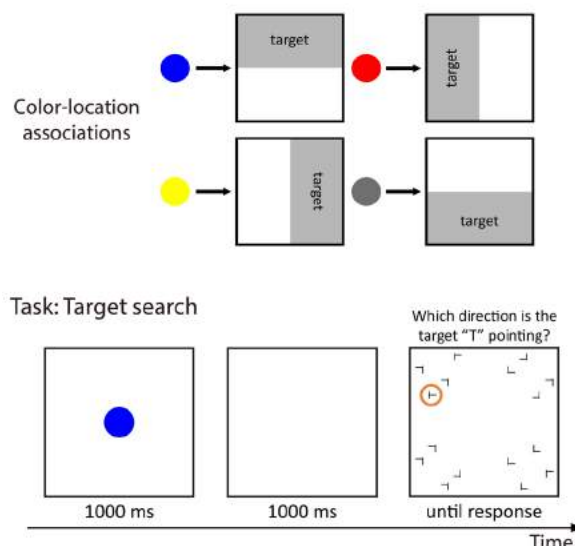 target
target
Color-location
associations
target
target
Task: Target search
Which direction is the
target "T" pointing?
T
1000 ms
1000 ms
until response
Time